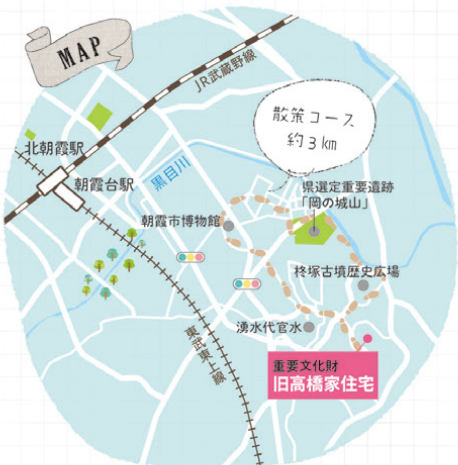 MAP
JR武蔵野線
散策コース
約3km
北朝霞駅
朝霞台駅
黒目川
県選定重要遺跡
「岡の城山」
朝霞市博物館
柊塚古墳歴史広場
湧水代官水
東武東上線
重要文化財
旧高橋家住宅